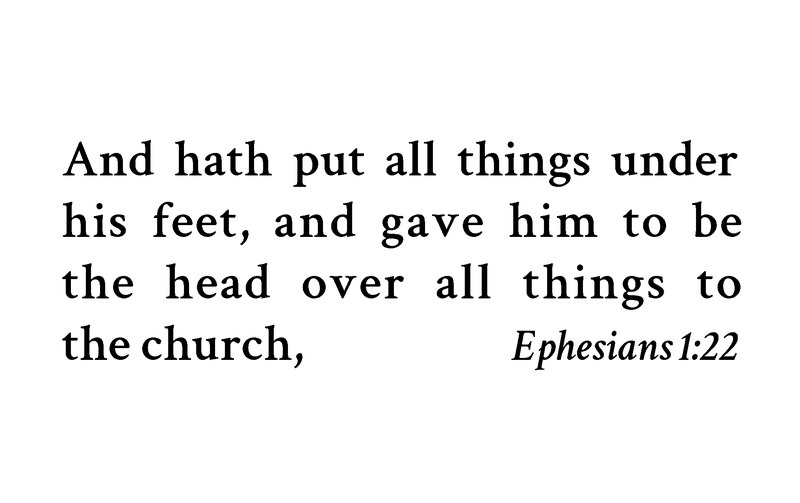 And hath put all things under
his feet, and gave him to be
the head over all things to
the church, Ephesians 1:22